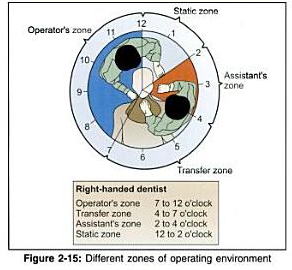 Static zone
Operator's zone
11
12
1
2
10
3
9
4
8
5
7
6
Assistant's
zone
Transfer zone
Right-handed dentist
Operator's zone 7 to 12 o'clock
Transfer zone 4 to 7 o'clock
Assistant's zone 2 to 4 o'clock
Static zone 12 to 2 o'clock
Figure 2-15: Different zones of operating environment